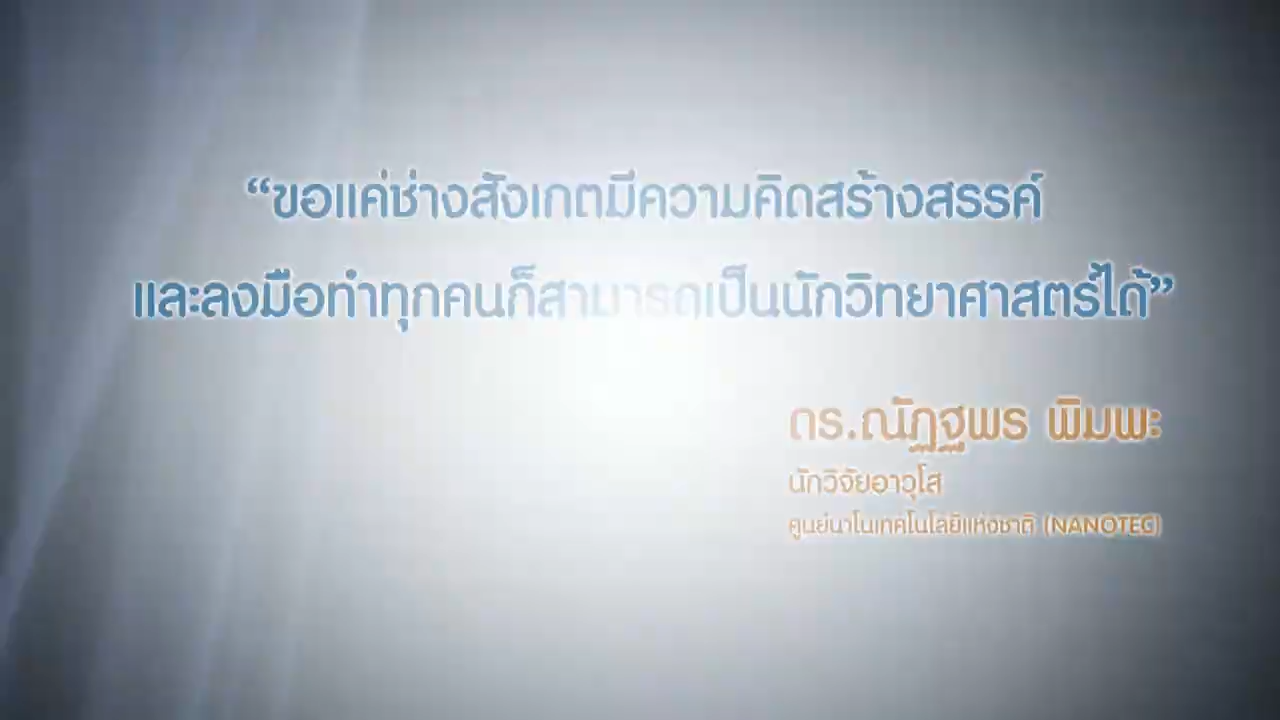 “ขอแค่ช่างสังเกตมีความคิดสร้างสรรค์
และลงมือทำทุกคนก็สามารถเป็นนักวิทยาศาสตร์ได้”
ดร.ณัฏฐพร พิมพะ
นักวิจัยอาวุโส
ศูนย์นาโนเทคโนโลยีแห่งชาติ (NANOTEC)